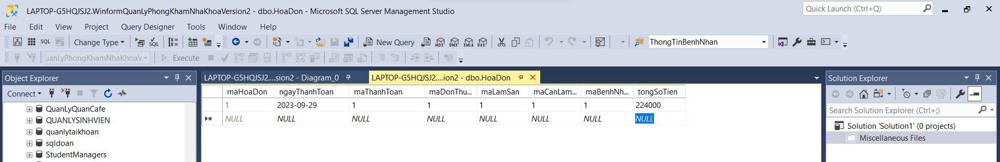 LAPTOP-G5HQJSJ2.WinformQuanLyPhongKhamNhaKhoaVersion2 - dbo.HoaDon - Microsoft SQL Server Management Studio
Quick Launch (Ctrl+Q)
File Edit View Project Query Designer Tools Window Help
SQL Change Type New Query MDX DMX XMLA DAX ThongTinBenhNhan
uanLyPhongKhamNhaKhoaV Execute
Object Explorer
Connect
QuanLyQuanCafe
QUANLYSINHVIEN
quanlytaikhoan
sqldoan
StudentManagers
LAPTOP-G5HQJSJ2....sion2 - Diagram_0 LAPTOP-G5HQJSJ2....ion2 - dbo.HoaDon
maHoaDon ngayThanhToan maThanhToan maDonThu... maLamSan maCanLam... maBenhNh... tongSoTien
1 2023-09-29 1 1 1 1 1 224000
NULL NULL NULL NULL NULL NULL NULL NULL
Solution Explorer
Search Solution Explorer (Ctrl+;)
Solution 'Solution1' (0 projects)
Miscellaneous Files